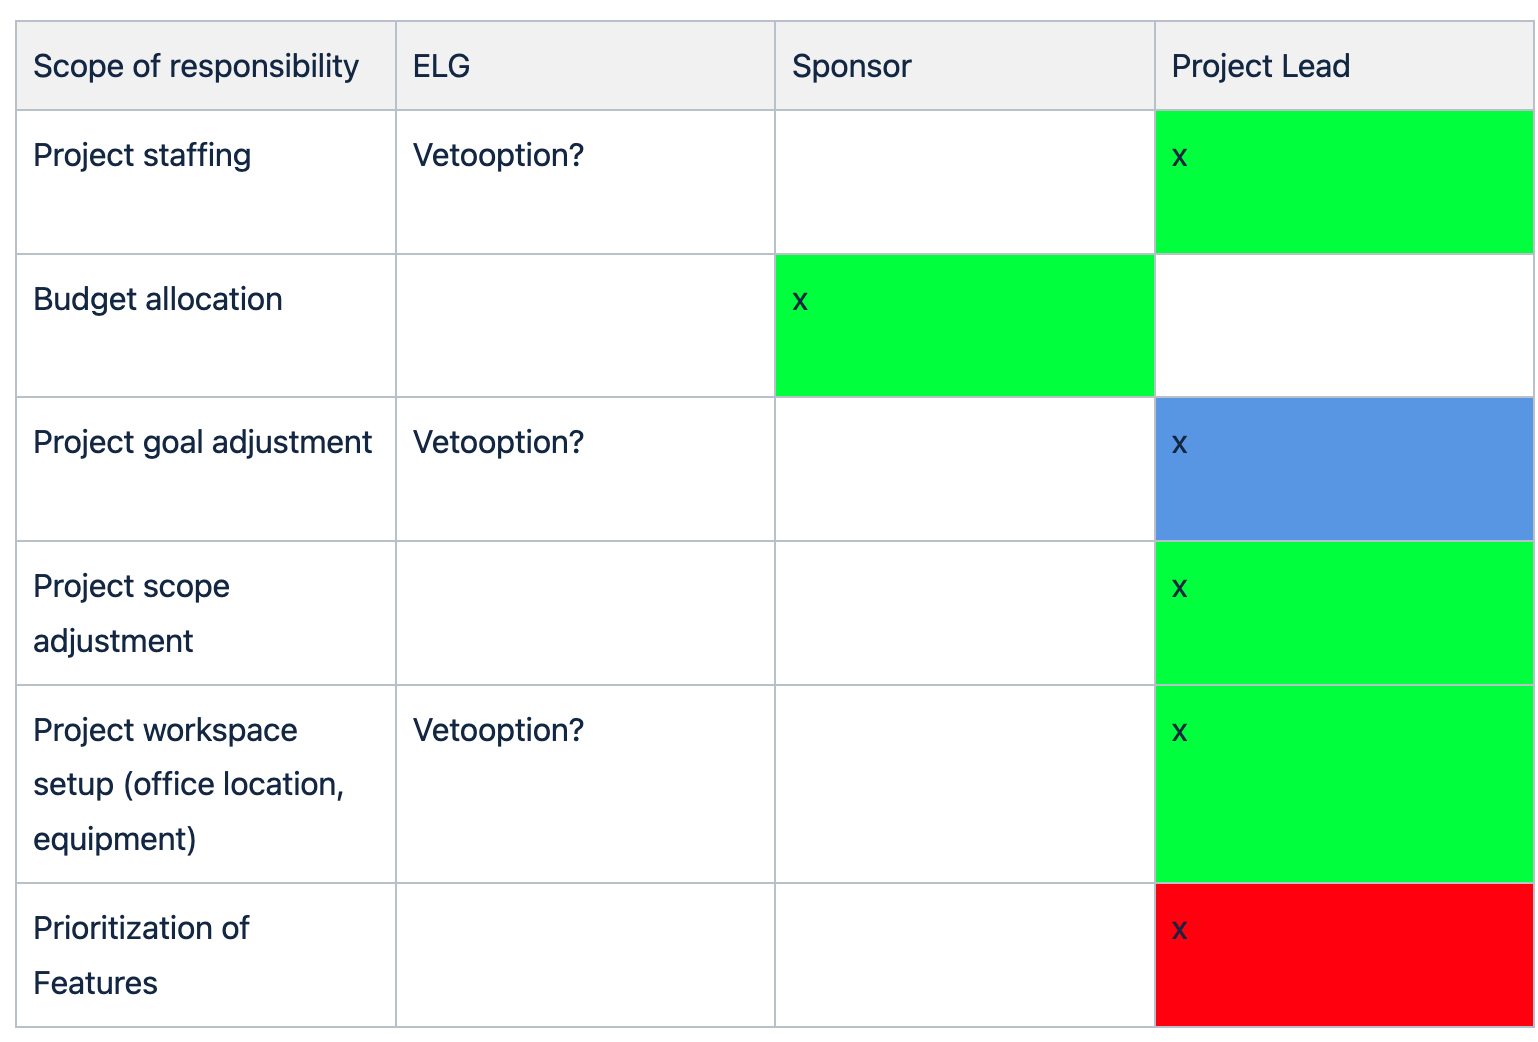 Scope of responsibility ELG Sponsor Project Lead
Project staffing Vetooption? x
Budget allocation x
Project goal adjustment Vetooption? x
Project scope x
adjustment
Project workspace Vetooption? x
setup (office location,
equipment)
Prioritization of x
Features